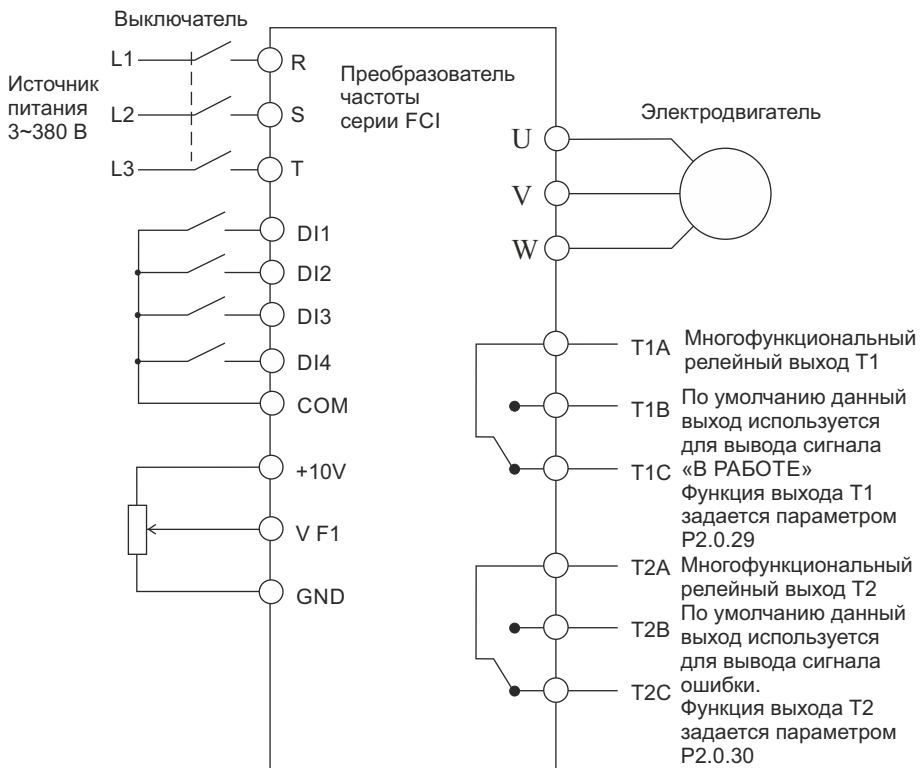 Выключатель
L1
R
Источник
питания
3~380 В
L2
S
L3
T
Преобразователь
частоты
серии FCI
Электродвигатель
U
V
W
DI1
DI2
DI3
DI4
COM
+10V
V F1
GND
T1A
Многофункциональный
релейный выход T1
T1B
По умолчанию данный
выход используется
для вывода сигнала
T1C
«В РАБОТЕ»
Функция выхода T1
задается параметром
P2.0.29
T2A
Многофункциональный
релейный выход T2
T2B
По умолчанию данный
выход используется
для вывода сигнала
T2C
ошибки.
Функция выхода T2
задается параметром
P2.0.30